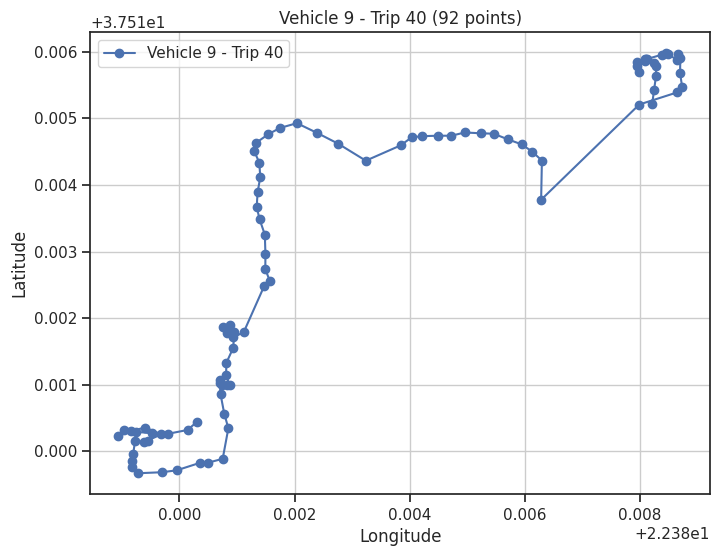 Vehicle 9 - Trip 40 (92 points)
+3.751e1
Vehicle 9 - Trip 40
0.006
0.005
0.004
0.003
0.002
0.001
0.000
Latitude
0.000 0.002 0.004 0.006 0.008
Longitude
+2.238e1